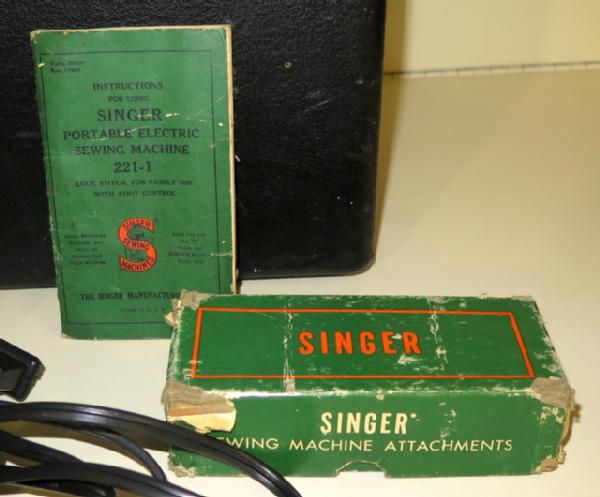 INSTRUCTIONS
FOR USING
SINGER
PORTABLE ELECTRIC
SEWING MACHINE
221-1
LOCK STITCH, FOR FAMILY USE
WITH FOOT CONTROL
SINGER
SEWING
MACHINES
THE SINGER MANUFACTUR
SINGER
SINGER
EWING MACHINE ATTACHMENTS